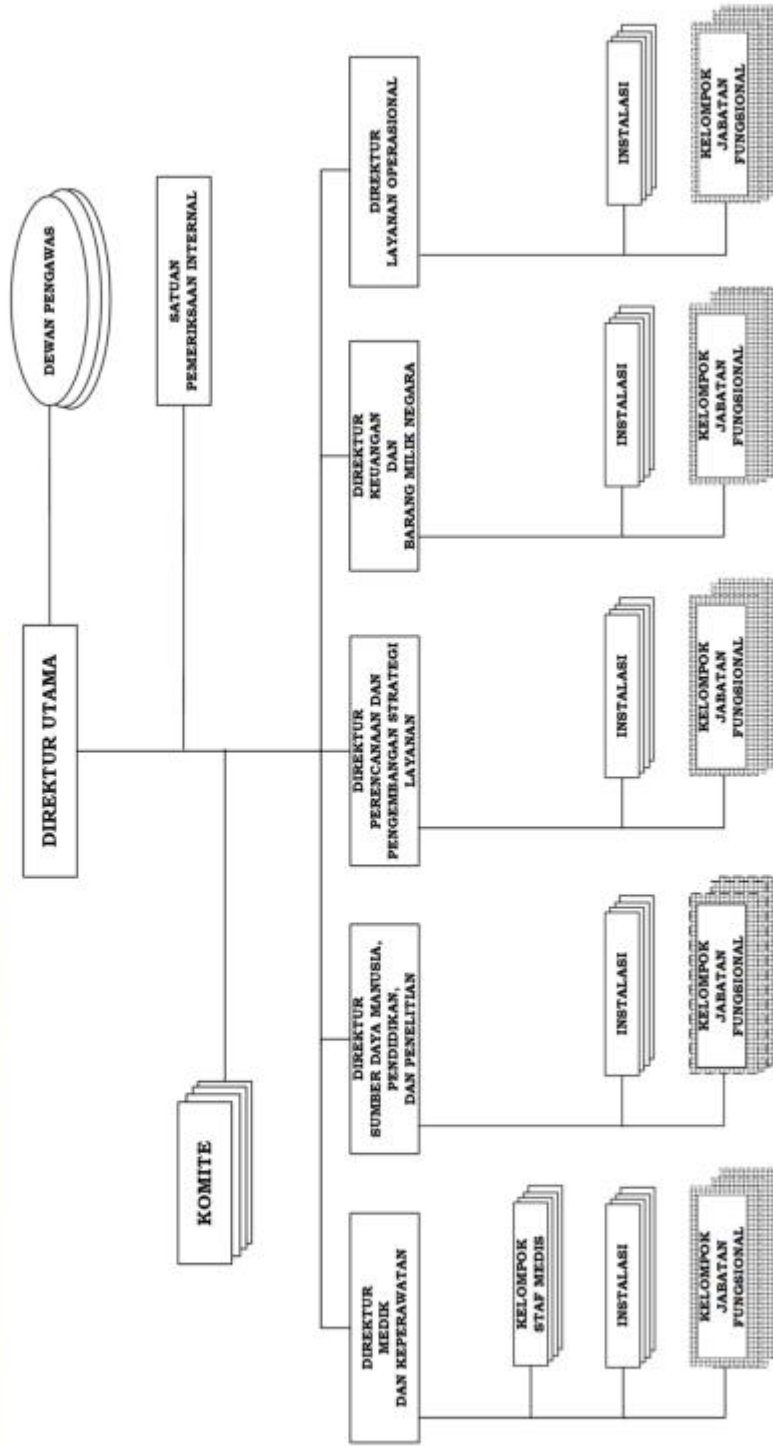 DIREKTUR UTAMA
DEWAN PENGAWAS
SATUAN
PEMERIKSAAN INTERNAL
KOMITE
DIREKTUR
MEDIK
DAN KEPERAWATAN
DIREKTUR
SUMBER DAYA MANUSIA,
PENDIDIKAN,
DAN PENELITIAN
DIREKTUR
PERENCANAAN DAN
PENGEMBANGAN STRATEGI
LAYANAN
DIREKTUR
KEUANGAN
DAN
BARANG MILIK NEGARA
DIREKTUR
LAYANAN OPERASIONAL
KELOMPOK
STAF MEDIS
INSTALASI
INSTALASI
INSTALASI
INSTALASI
INSTALASI
KELOMPOK
JABATAN
FUNGSIONAL
KELOMPOK
JABATAN
FUNGSIONAL
KELOMPOK
JABATAN
FUNGSIONAL
KELOMPOK
JABATAN
FUNGSIONAL
KELOMPOK
JABATAN
FUNGSIONAL